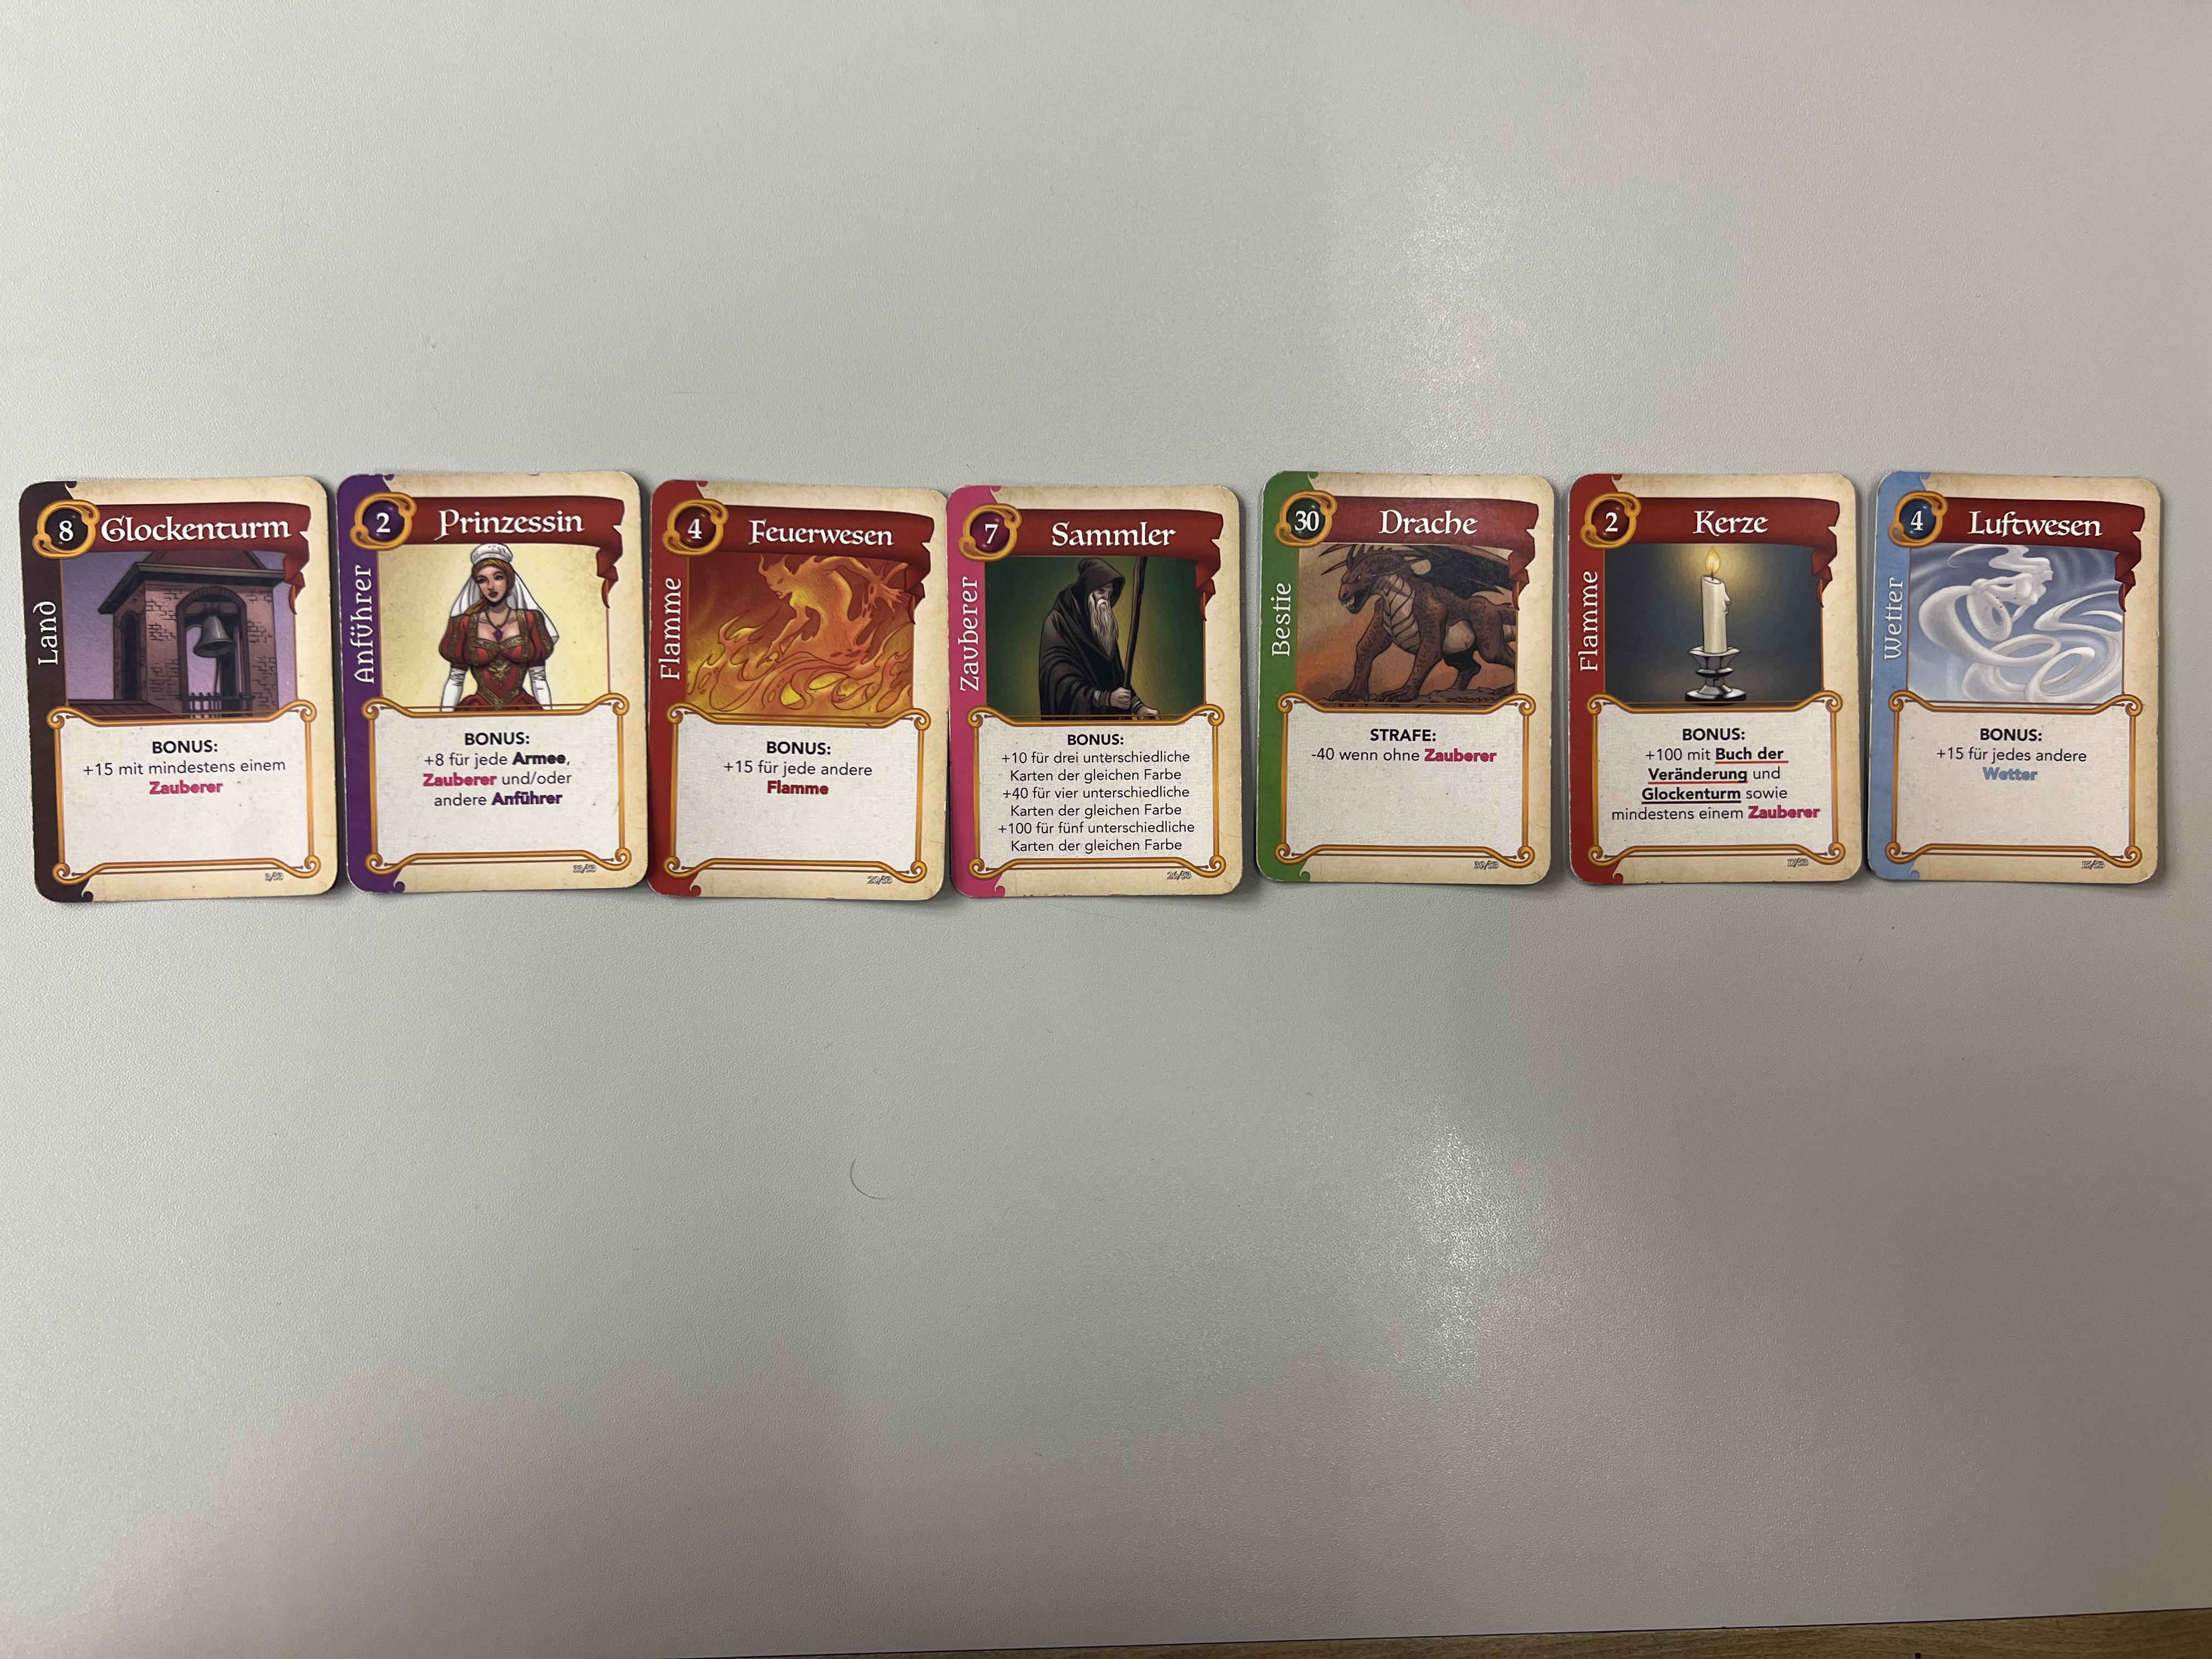 8 Glockenturm
Land
BONUS:
+15 mit mindestens einem
Zauberer
2 Prinzessin
Anführer
BONUS:
+8 für jede Armee,
Zauberer und/oder
andere Anführer
4 Feuerwesen
Flamme
BONUS:
+15 für jede andere
Flamme
7 Sammler
Zauberer
BONUS:
+10 für drei unterschiedliche
Karten der gleichen Farbe
+40 für vier unterschiedliche
Karten der gleichen Farbe
+100 für fünf unterschiedliche
Karten der gleichen Farbe
30 Drache
Bestie
STRAFE:
-40 wenn ohne Zauberer
2 Kerze
Flamme
BONUS:
+100 mit Buch der
Veränderung und
Glockenturm sowie
mindestens einem Zauberer
4 Luftwesen
Wetter
BONUS:
+15 für jedes andere
Wetter